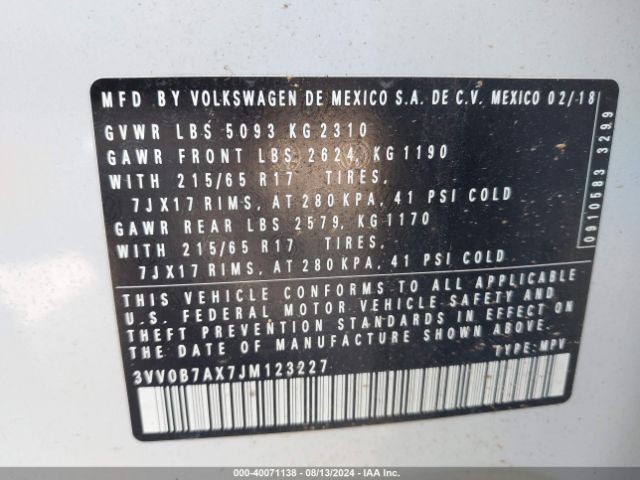 MFD BY VOLKSWAGEN DE MEXICO S.A. DE C.V. MEXICO 02/18
GVWR LBS 5093 KG 2310
GAWR FRONT LBS 2624, KG 1190
WITH 215/65 R17 TIRES,
7JX17 RIMS, AT 280 KPA, 41 PSI COLD
GAWR REAR LBS 2579, KG 1170
WITH 215/65 R17 TIRES,
7JX17 RIMS, AT 280 KPA, 41 PSI COLD
THIS VEHICLE CONFORMS TO ALL APPLICABLE
U.S. FEDERAL MOTOR VEHICLE SAFETY AND
THEFT PREVENTION STANDARDS IN EFFECT ON
THE DATE OF MANUFACTURE SHOWN ABOVE.
3VV0B7AX7JM123227 TYPE: MPV
0910583 3299
000-40071138 - 08/13/2024 - IAA Inc.